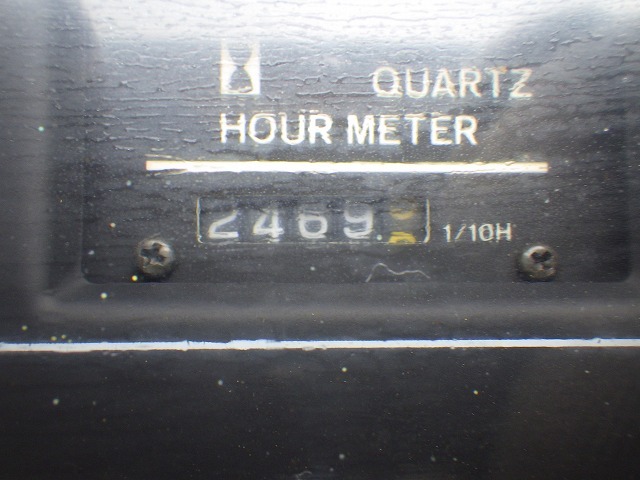 QUARTZ
HOUR METER
2469. 1/10H